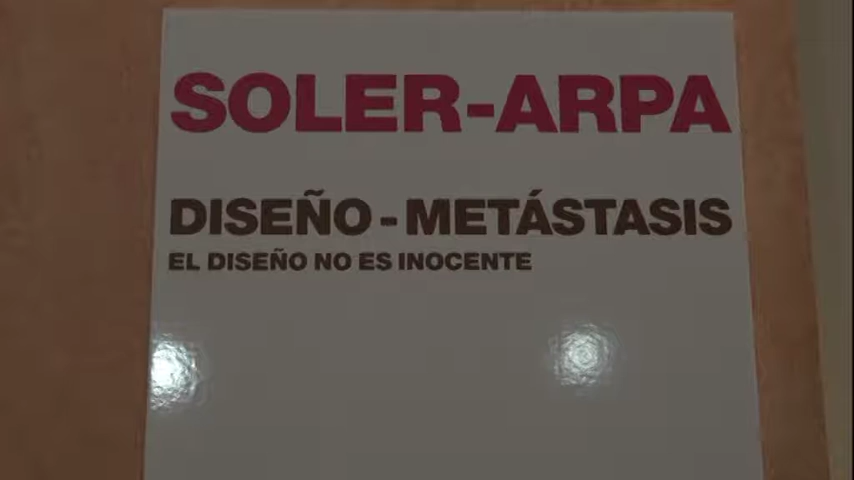 SOLER-ARPA
DISEÑO - METÁSTASIS
EL DISEÑO NO ES INOCENTE